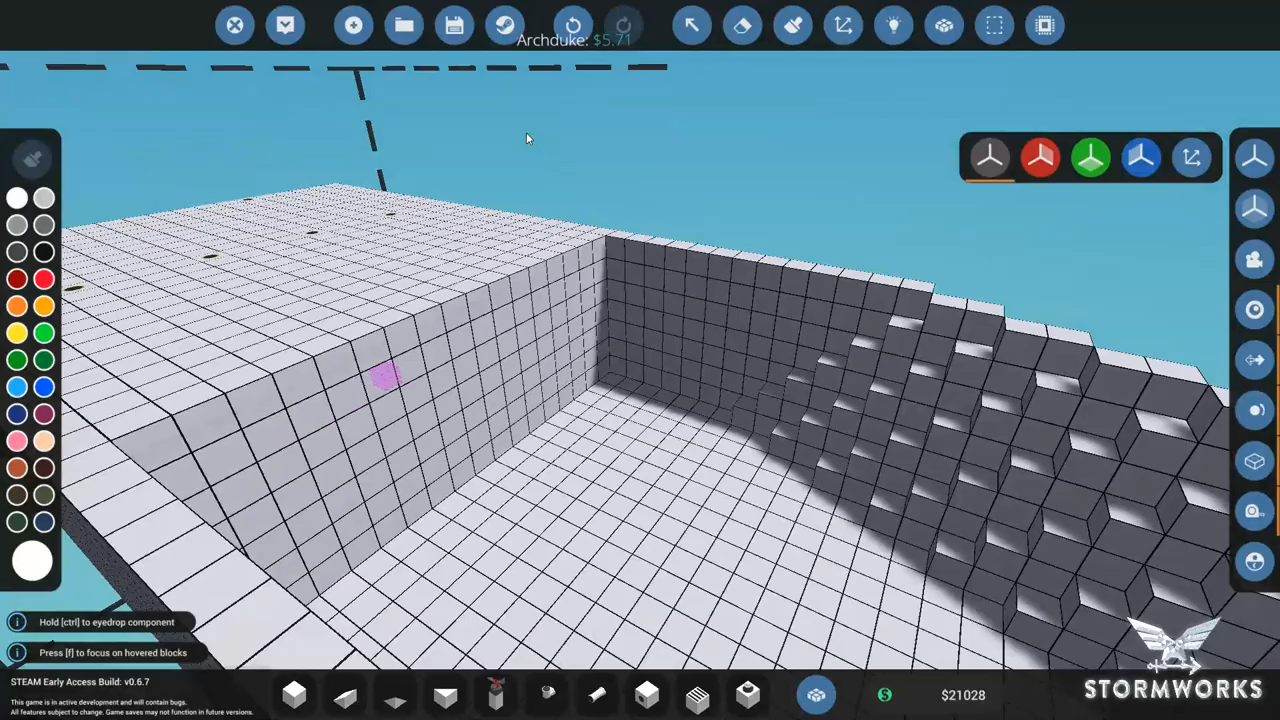 Archduke: $5.71
Hold [ctrl] to eyedrop component
Press [f] to focus on hovered blocks
STEAM Early Access Build: v0.6.7
This game is in active development and will contain bugs.
All features subject to change. Game saves may not function in future versions.
$21028
STORMWORKS